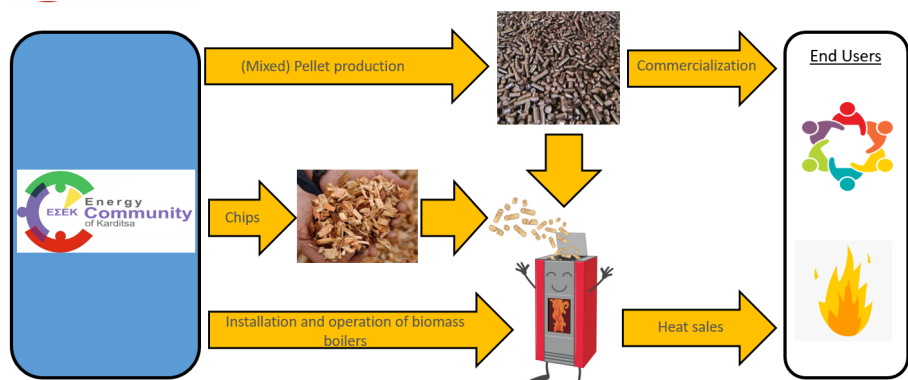 (Mixed) Pellet production
Commercialization
End Users
ΕΣΕΚ
Energy
Community
of Karditsa
Chips
Installation and operation of biomass
boilers
Heat sales